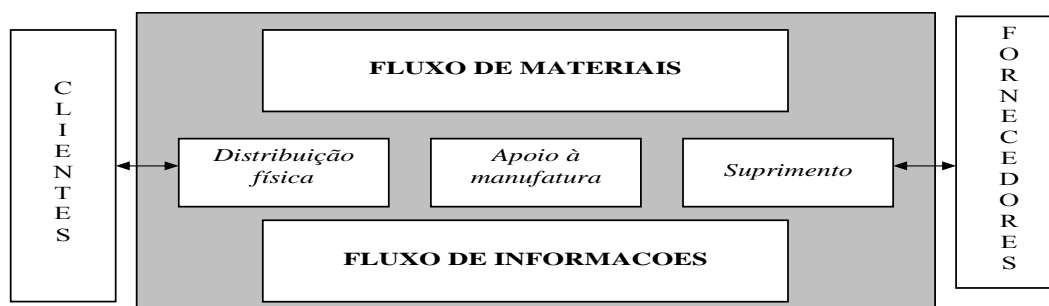 CLIENTES
FLUXO DE MATERIAIS
Distribuição
física
Apoio à
manufatura
Suprimento
FLUXO DE INFORMACOES
FORNECEDORES